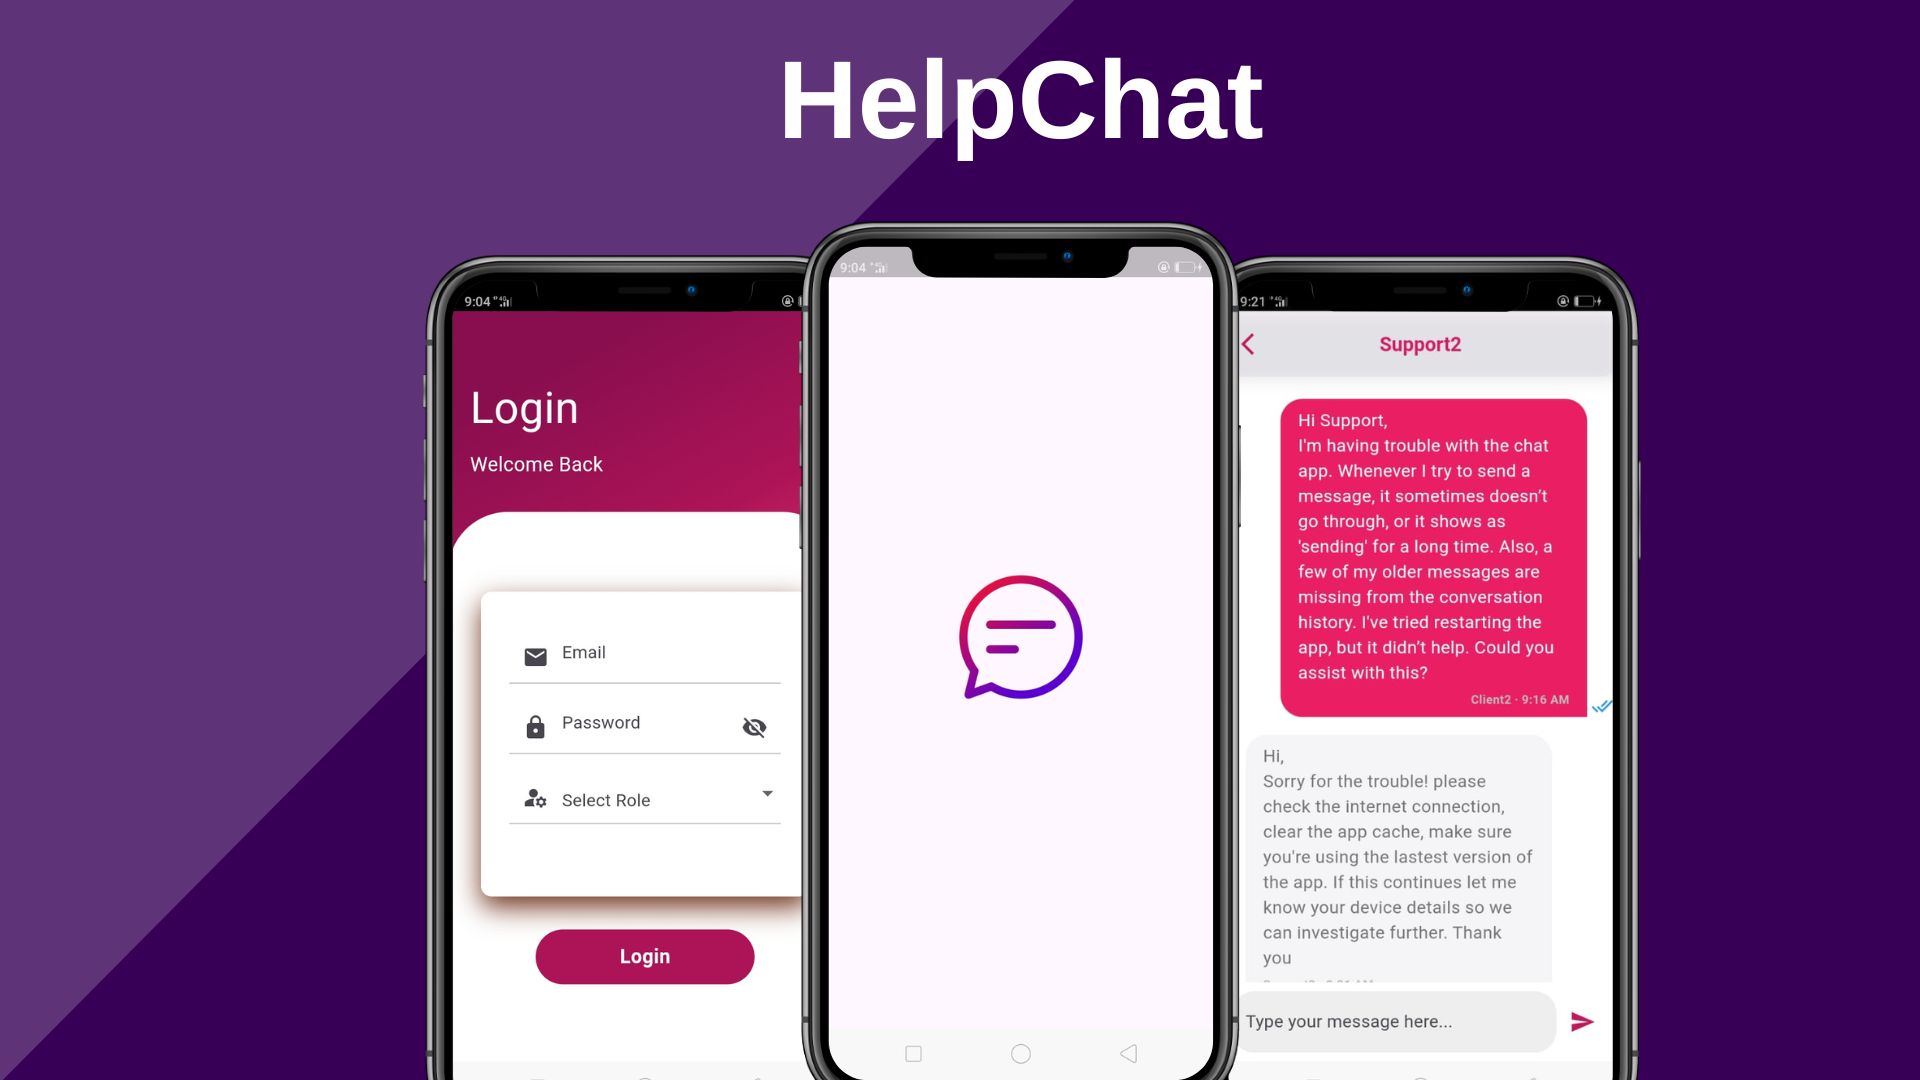 HelpChat
9:04
Login
Welcome Back
Email
Password
Select Role
Login
9:04
9:21
Support2
Hi Support,
I'm having trouble with the chat
app. Whenever I try to send a
message, it sometimes doesn’t
go through, or it shows as
'sending' for a long time. Also, a
few of my older messages are
missing from the conversation
history. I've tried restarting the
app, but it didn’t help. Could you
assist with this?
Client2 · 9:16 AM
Hi,
Sorry for the trouble! please
check the internet connection,
clear the app cache, make sure
you're using the lastest version of
the app. If this continues let me
know your device details so we
can investigate further. Thank
you
Type your message here...